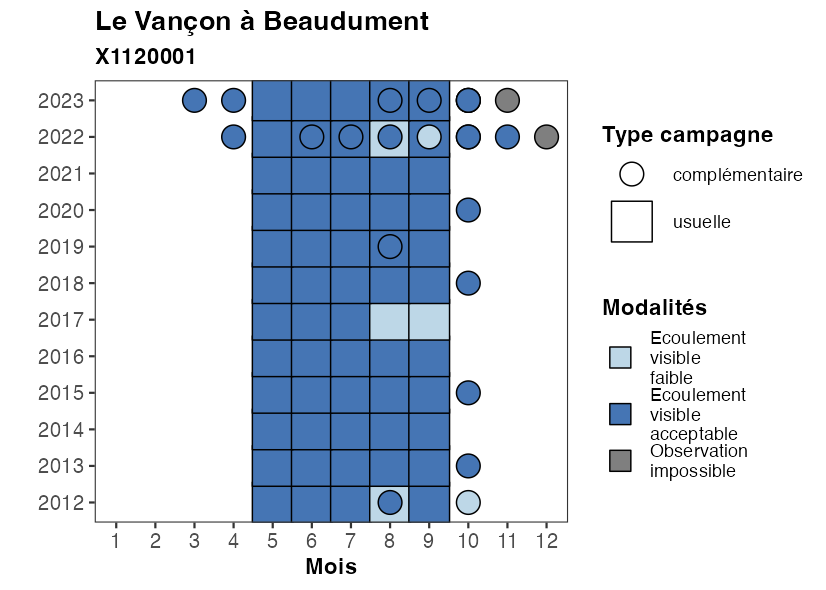 Le Vançon à Beaudument
X1120001
2023
2022
2021
2020
2019
2018
2017
2016
2015
2014
2013
2012
1 2 3 4 5 6 7 8 9 10 11 12
Mois
Type campagne
complémentaire
usuelle
Modalités
Ecoulement
visible
faible
Ecoulement
visible
acceptable
Observation
impossible